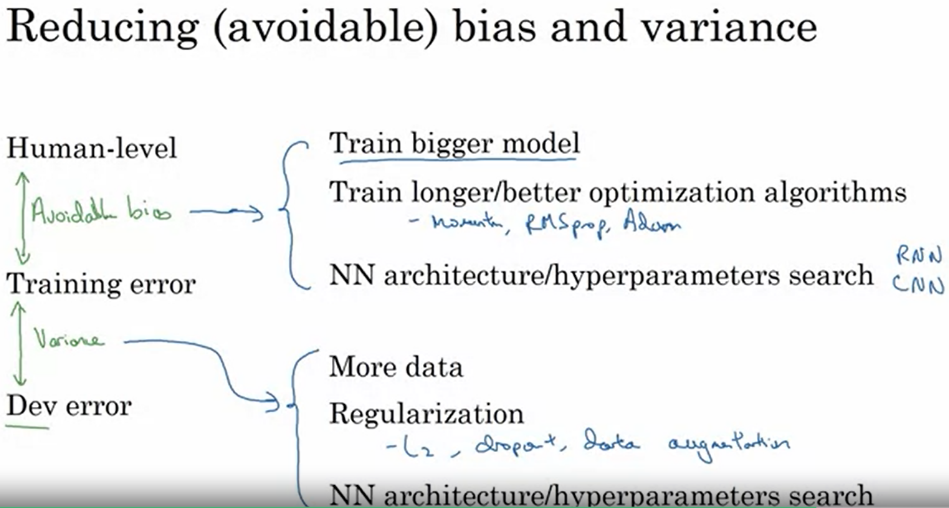 Reducing (avoidable) bias and variance
Human-level
Train bigger model
Avoidable bias
Train longer/better optimization algorithms
- Momentum, RMSprop, Adam
Training error
NN architecture/hyperparameters search
RNN
CNN
Variance
More data
Dev error
Regularization
- L2, dropout, data augmentation
NN architecture/hyperparameters search